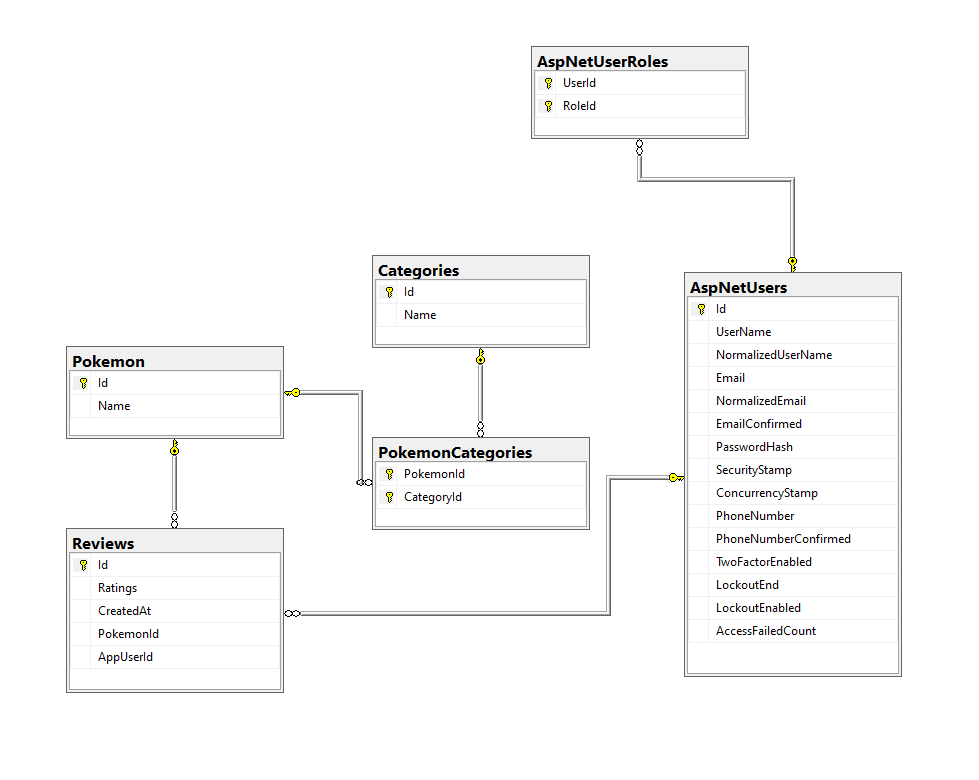 AspNetUserRoles
UserId
RoleId
Categories
Id
Name
AspNetUsers
Id
UserName
NormalizedUserName
Email
NormalizedEmail
EmailConfirmed
PasswordHash
SecurityStamp
ConcurrencyStamp
PhoneNumber
PhoneNumberConfirmed
TwoFactorEnabled
LockoutEnd
LockoutEnabled
AccessFailedCount
Pokemon
Id
Name
PokemonCategories
PokemonId
CategoryId
Reviews
Id
Ratings
CreatedAt
PokemonId
AppUserId